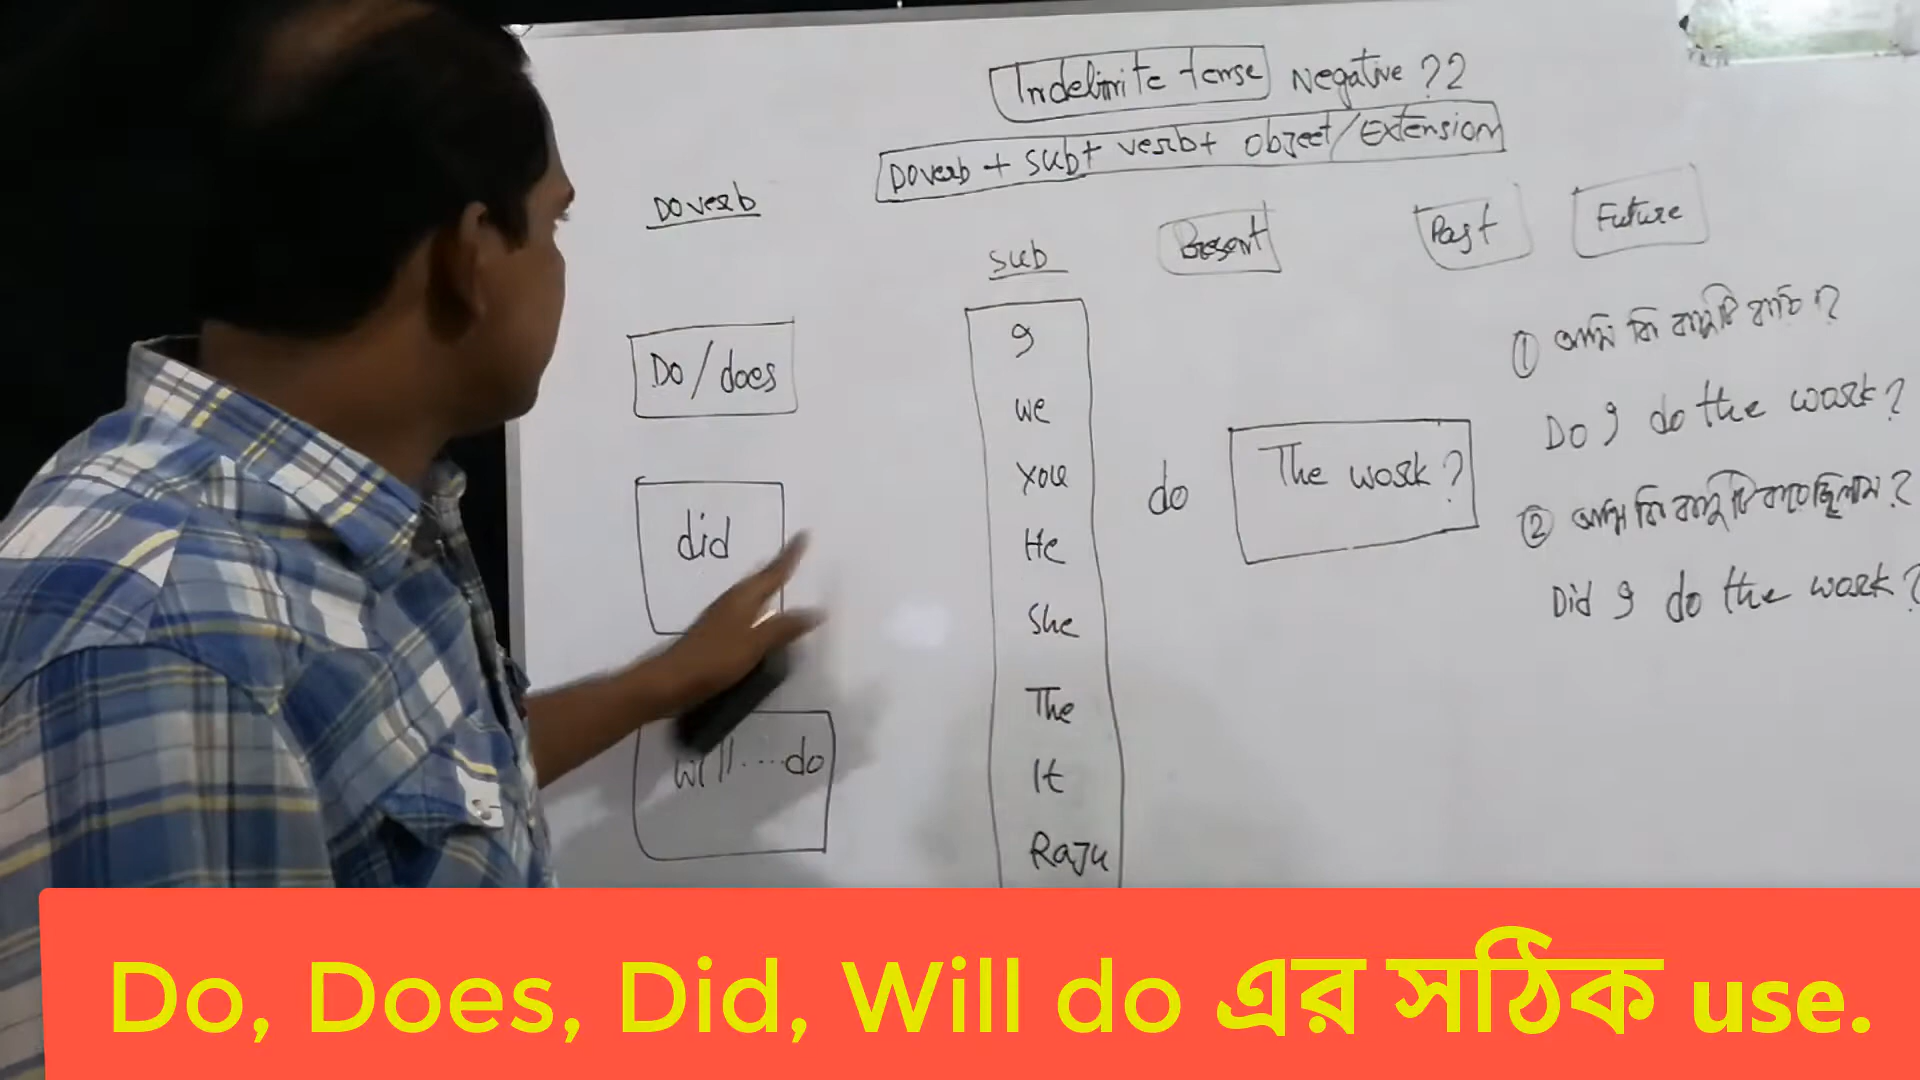 Indefinite tense Negative ??
Do verb + sub + verb + object/Extension
Do verb
sub
Present
Past
Future
Do/does
did
will....do
I
we
You
He
She
The
It
Raju
do
The work?
① আমি কি কাজটি করি?
Do I do the work?
② আমি কি কাজটি করেছিলাম?
Did I do the work?
Do, Does, Did, Will do এর সঠিক use.